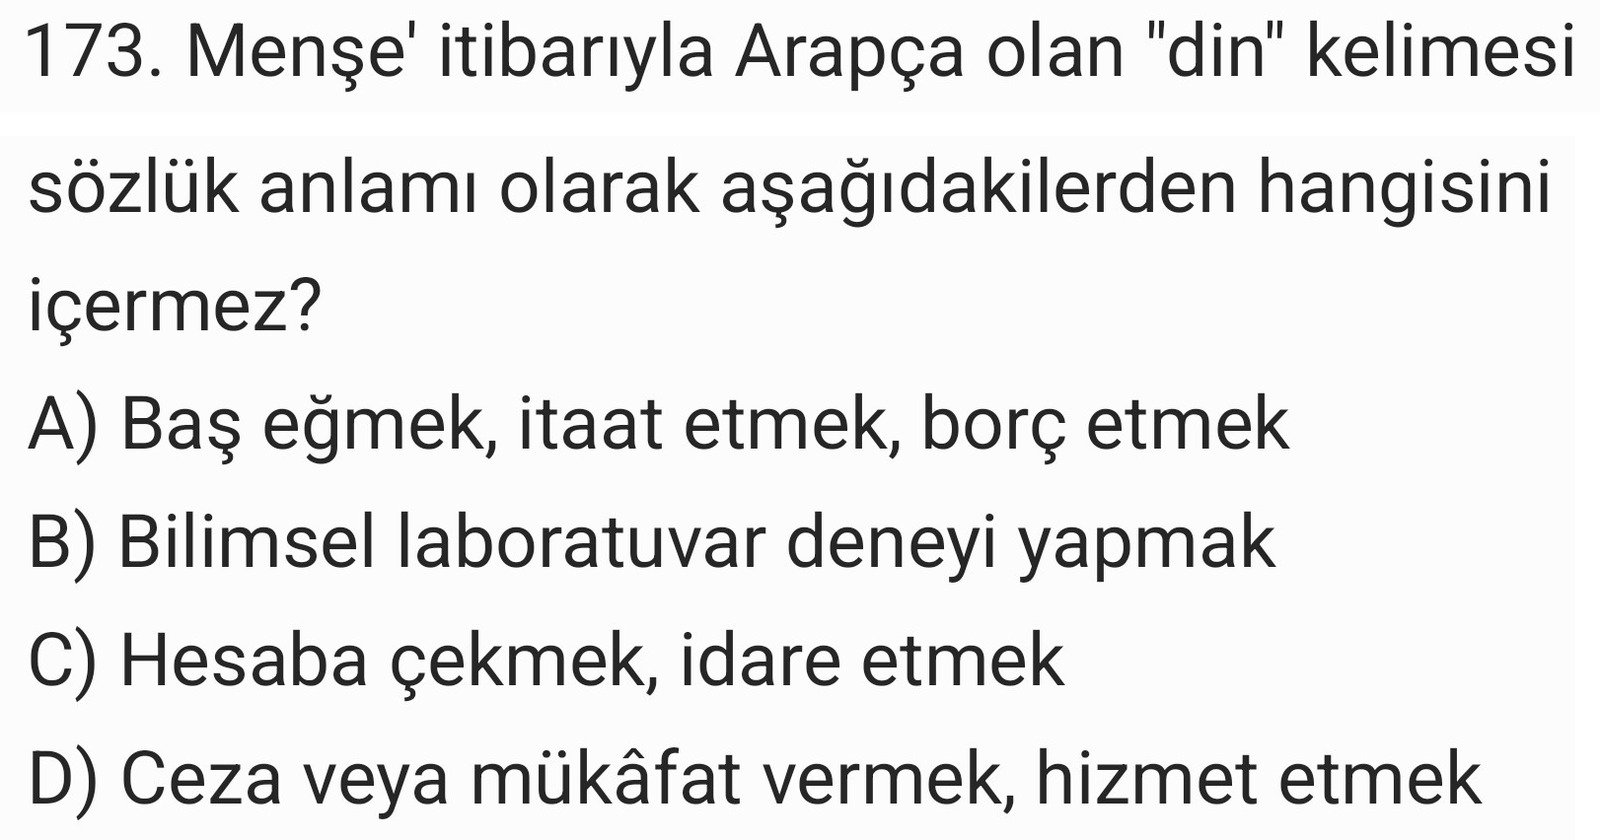 173. Menşe' itibarıyla Arapça olan "din" kelimesi
sözlük anlamı olarak aşağıdakilerden hangisini
içermez?
A) Baş eğmek, itaat etmek, borç etmek
B) Bilimsel laboratuvar deneyi yapmak
C) Hesaba çekmek, idare etmek
D) Ceza veya mükâfat vermek, hizmet etmek